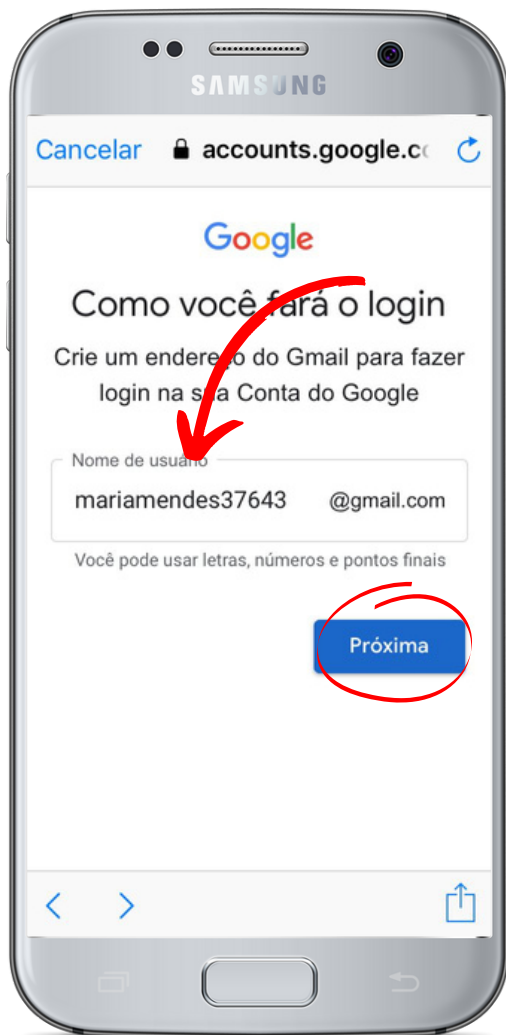 SAMSUNG
Cancelar accounts.google.c
Google
Como você fará o login
Crie um endereço do Gmail para fazer
login na sua Conta do Google
Nome de usuário
mariamendes37643 @gmail.com
Você pode usar letras, números e pontos finais
Próxima